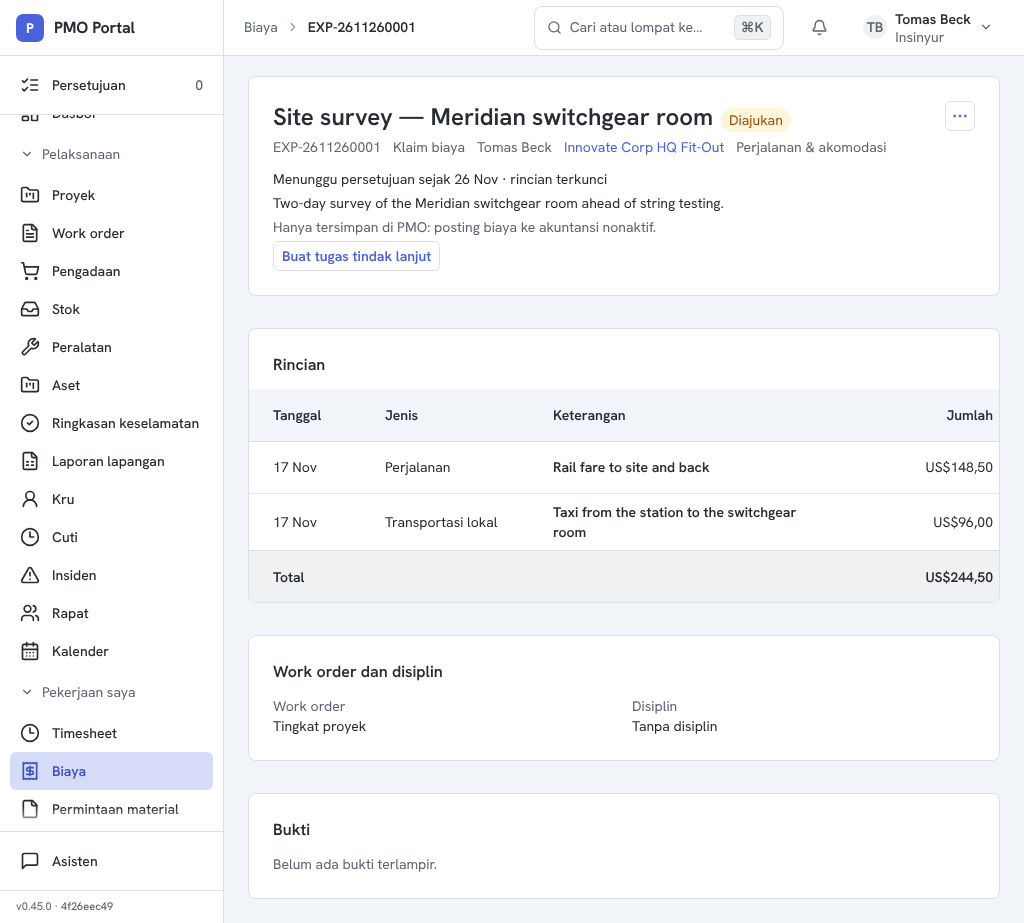 P PMO Portal
Biaya > EXP-2611260001
Cari atau lompat ke... ⌘K
TB Tomas Beck
Insinyur
Persetujuan 0
Dasbor
Pelaksanaan
Proyek
Work order
Pengadaan
Stok
Peralatan
Aset
Ringkasan keselamatan
Laporan lapangan
Kru
Cuti
Insiden
Rapat
Kalender
Pekerjaan saya
Timesheet
Biaya
Permintaan material
Asisten
v0.45.0 · 4f26eec49
Site survey — Meridian switchgear room Diajukan
EXP-2611260001 Klaim biaya Tomas Beck Innovate Corp HQ Fit-Out Perjalanan & akomodasi
Menunggu persetujuan sejak 26 Nov · rincian terkunci
Two-day survey of the Meridian switchgear room ahead of string testing.
Hanya tersimpan di PMO: posting biaya ke akuntansi nonaktif.
Buat tugas tindak lanjut
Rincian
Tanggal Jenis Keterangan Jumlah
17 Nov Perjalanan Rail fare to site and back US$148,50
17 Nov Transportasi lokal Taxi from the station to the switchgear room US$96,00
Total US$244,50
Work order dan disiplin
Work order Disiplin
Tingkat proyek Tanpa disiplin
Bukti
Belum ada bukti terlampir.